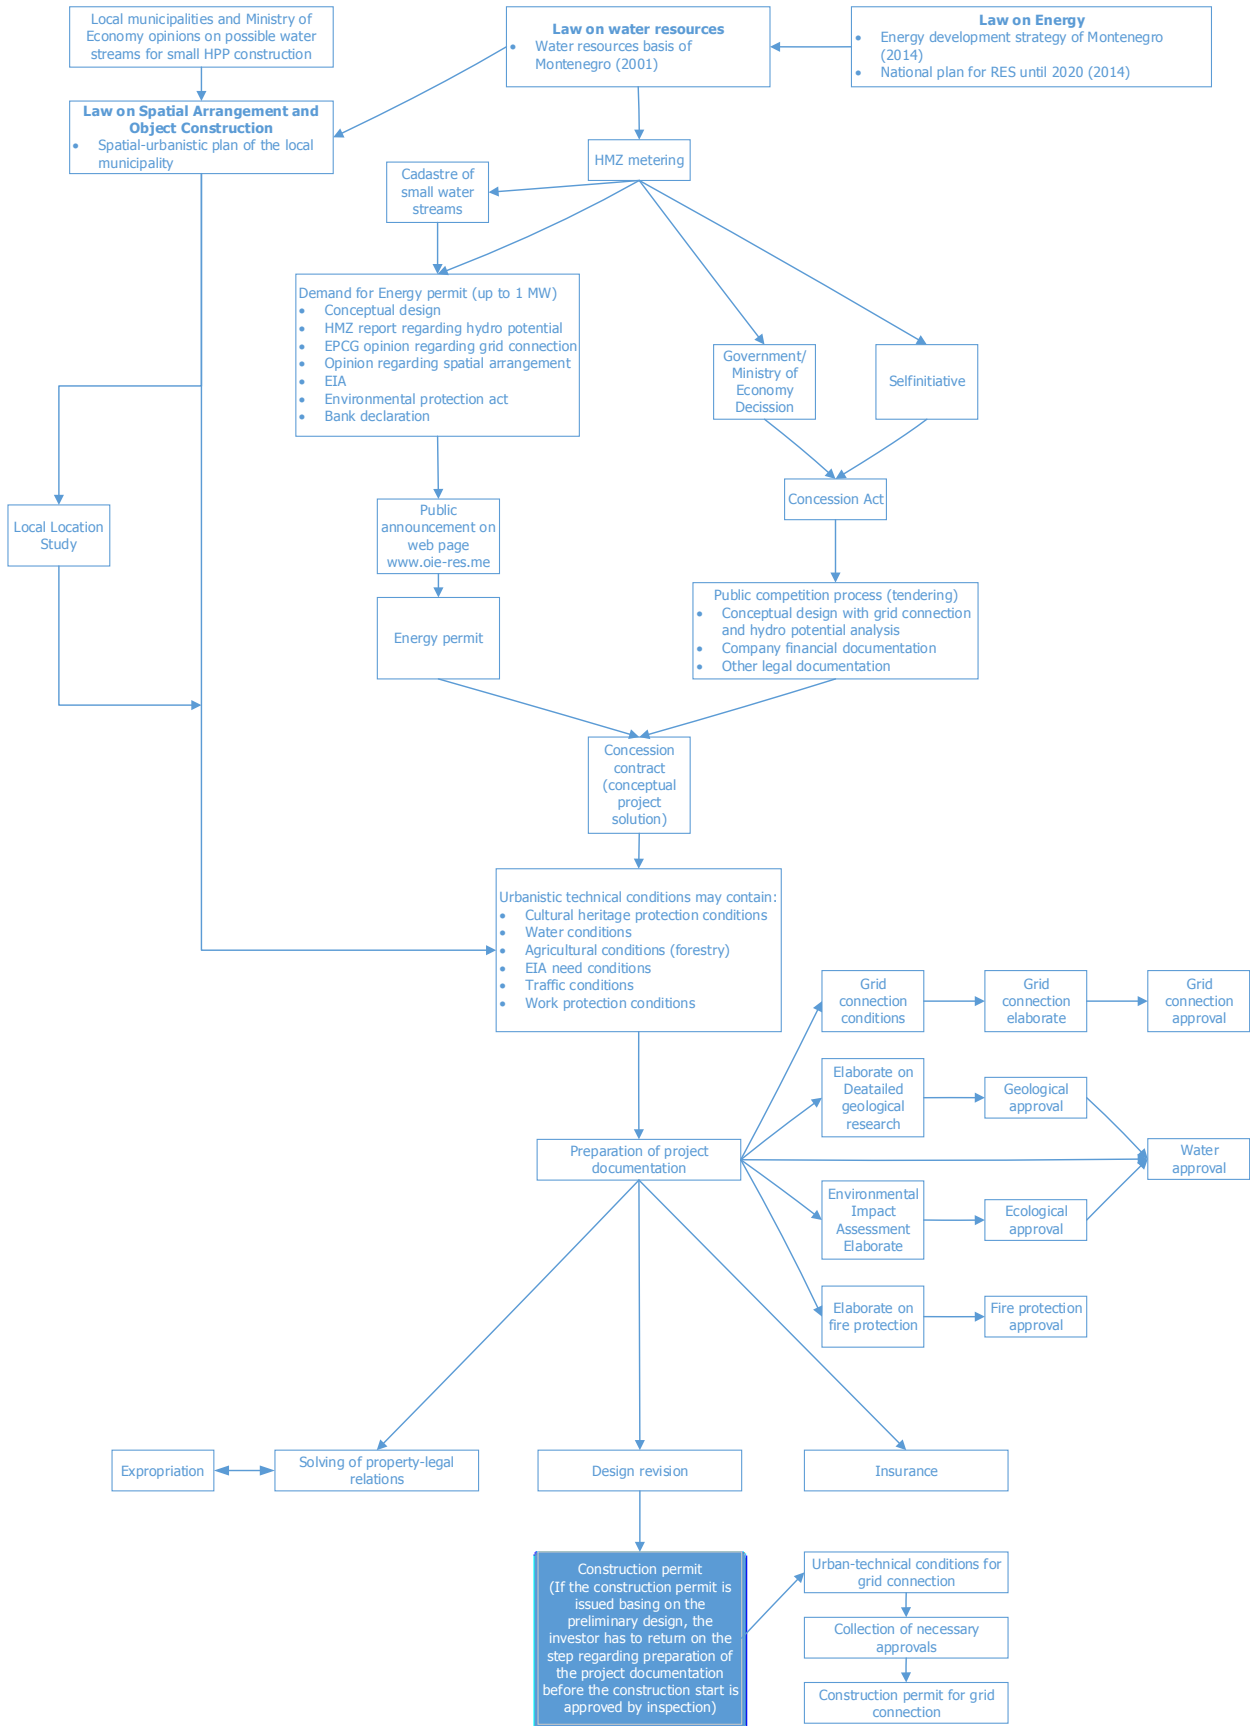 Local municipalities and Ministry of
Economy opinions on possible water
streams for small HPP construction
Law on water resources
• Water resources basis of
Montenegro (2001)
Law on Energy
• Energy development strategy of Montenegro
(2014)
• National plan for RES until 2020 (2014)
Law on Spatial Arrangement and
Object Construction
• Spatial-urbanistic plan of the local
municipality
HMZ metering
Cadastre of
small water
streams
Demand for Energy permit (up to 1 MW)
• Conceptual design
• HMZ report regarding hydro potential
• EPCG opinion regarding grid connection
• Opinion regarding spatial arrangement
• EIA
• Environmental protection act
• Bank declaration
Government/
Ministry of
Economy
Decission
Selfinitiative
Concession Act
Local Location
Study
Public
announcement on
web page
www.oie-res.me
Energy permit
Public competition process (tendering)
• Conceptual design with grid connection
and hydro potential analysis
• Company financial documentation
• Other legal documentation
Concession
contract
(conceptual
project
solution)
Urbanistic technical conditions may contain:
• Cultural heritage protection conditions
• Water conditions
• Agricultural conditions (forestry)
• EIA need conditions
• Traffic conditions
• Work protection conditions
Grid
connection
conditions
Grid
connection
elaborate
Grid
connection
approval
Elaborate on
Deatailed
geological
research
Geological
approval
Preparation of project
documentation
Water
approval
Environmental
Impact
Assessment
Elaborate
Ecological
approval
Elaborate on
fire protection
Fire protection
approval
Expropriation
Solving of property-legal
relations
Design revision
Insurance
Construction permit
(If the construction permit is
issued basing on the
preliminary design, the
investor has to return on the
step regarding preparation of
the project documentation
before the construction start is
approved by inspection)
Urban-technical conditions for
grid connection
Collection of necessary
approvals
Construction permit for grid
connection